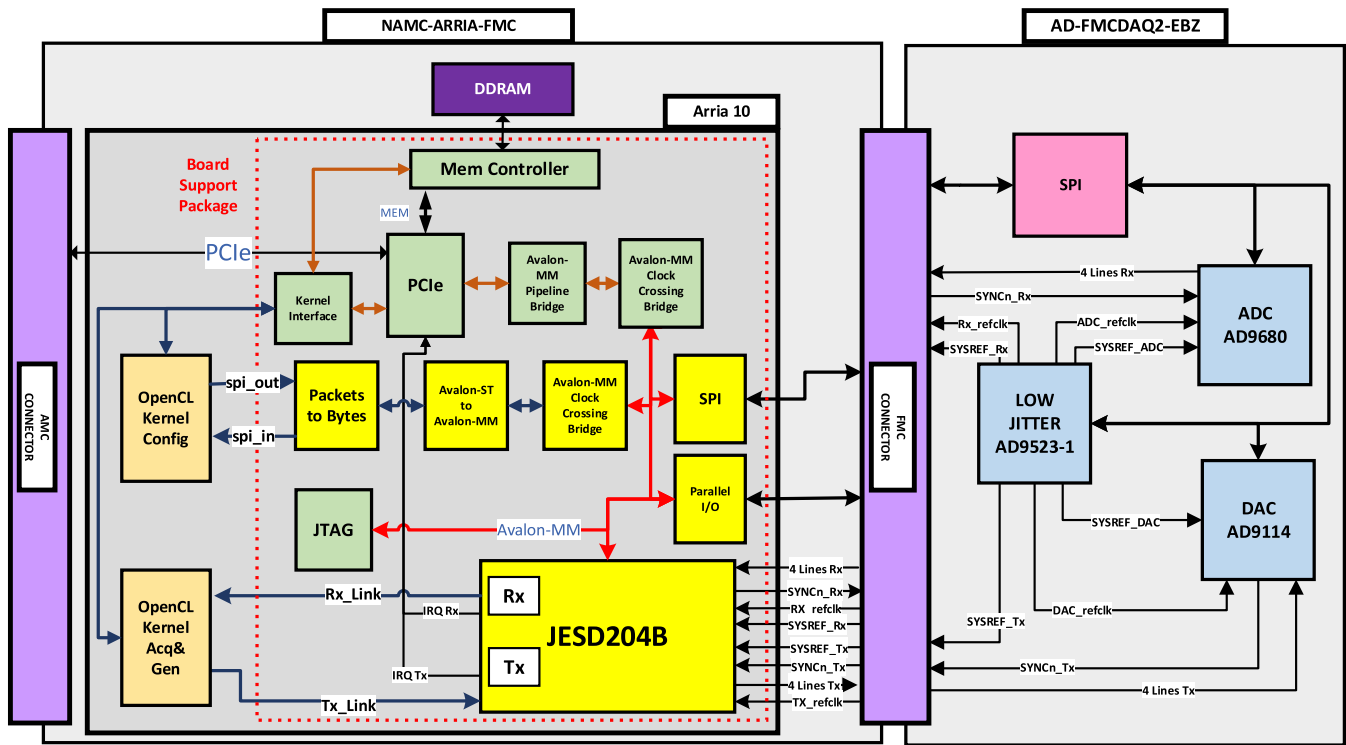 NAMC-ARRIA-FMC
AD-FMCDAQ2-EBZ
DDRAM
Arria 10
Board
Support
Package
Mem Controller
SPI
MEM
PCIe
PCIe
Avalon-
MM
Pipeline
Bridge
Avalon-MM
Clock
Crossing
Bridge
4 Lines Rx
SYNCn_Rx
Kernel
Interface
Rx_refclk
ADC_refclk
ADC
AD9680
SYSREF_Rx
SYSREF_ADC
OpenCL
Kernel
Config
spi_out
spi_in
Packets
to Bytes
Avalon-ST
to
Avalon-MM
Avalon-MM
Clock
Crossing
Bridge
SPI
LOW
JITTER
AD9523-1
AMC
CONNECTOR
FMC
CONNECTOR
JTAG
Avalon-MM
Parallel
I/O
DAC
AD9114
SYSREF_DAC
OpenCL
Kernel
Acq&
Gen
Rx_Link
IRQ Rx
Rx
JESD204B
Tx
IRQ Tx
Tx_Link
4 Lines Rx
SYNCn_Rx
RX_refclk
SYSREF_Rx
SYSREF_Tx
SYNCn_Tx
4 Lines Tx
TX_refclk
DAC_refclk
SYSREF_Tx
SYNCn_Tx
4 Lines Tx